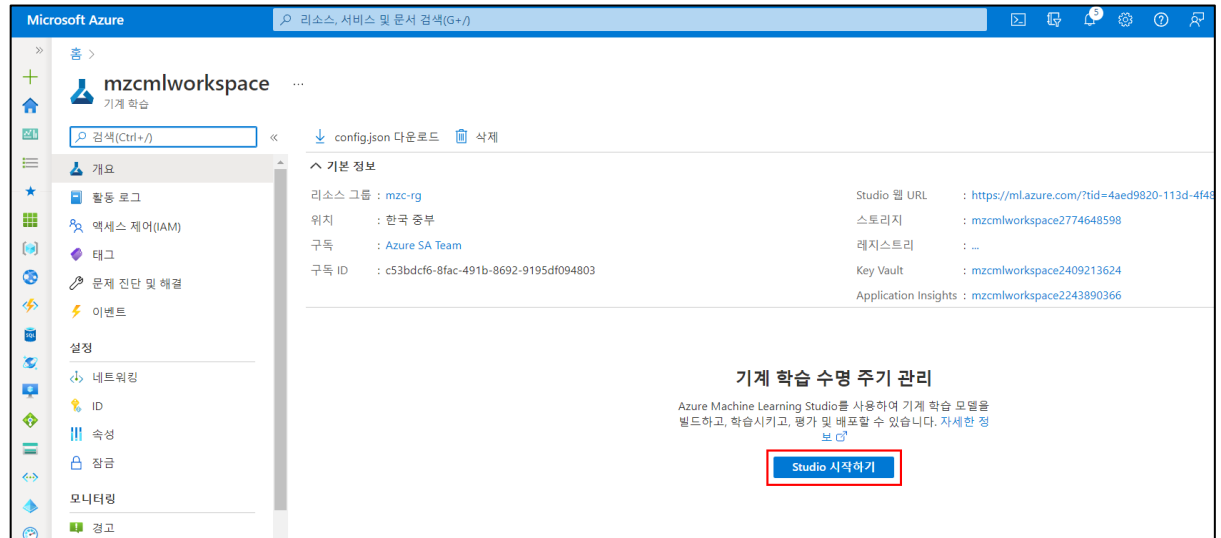 Microsoft Azure
리소스, 서비스 및 문서 검색(G+/)
5
홈 >
mzcmlworkspace ...
기계 학습
검색(Ctrl+/)
«
config.json 다운로드
삭제
개요
활동 로그
액세스 제어(IAM)
태그
문제 진단 및 해결
이벤트
설정
네트워킹
ID
속성
잠금
모니터링
경고
기본 정보
리소스 그룹 : mzc-rg
위치 : 한국 중부
구독 : Azure SA Team
구독 ID : c53bdcf6-8fac-491b-8692-9195df094803
Studio 웹 URL : https://ml.azure.com/?tid=4aed9820-113d-4f48
스토리지 : mzcmlworkspace2774648598
레지스트리 : ...
Key Vault : mzcmlworkspace2409213624
Application Insights : mzcmlworkspace2243890366
기계 학습 수명 주기 관리
Azure Machine Learning Studio를 사용하여 기계 학습 모델을
빌드하고, 학습시키고, 평가 및 배포할 수 있습니다. 자세한 정
보
Studio 시작하기